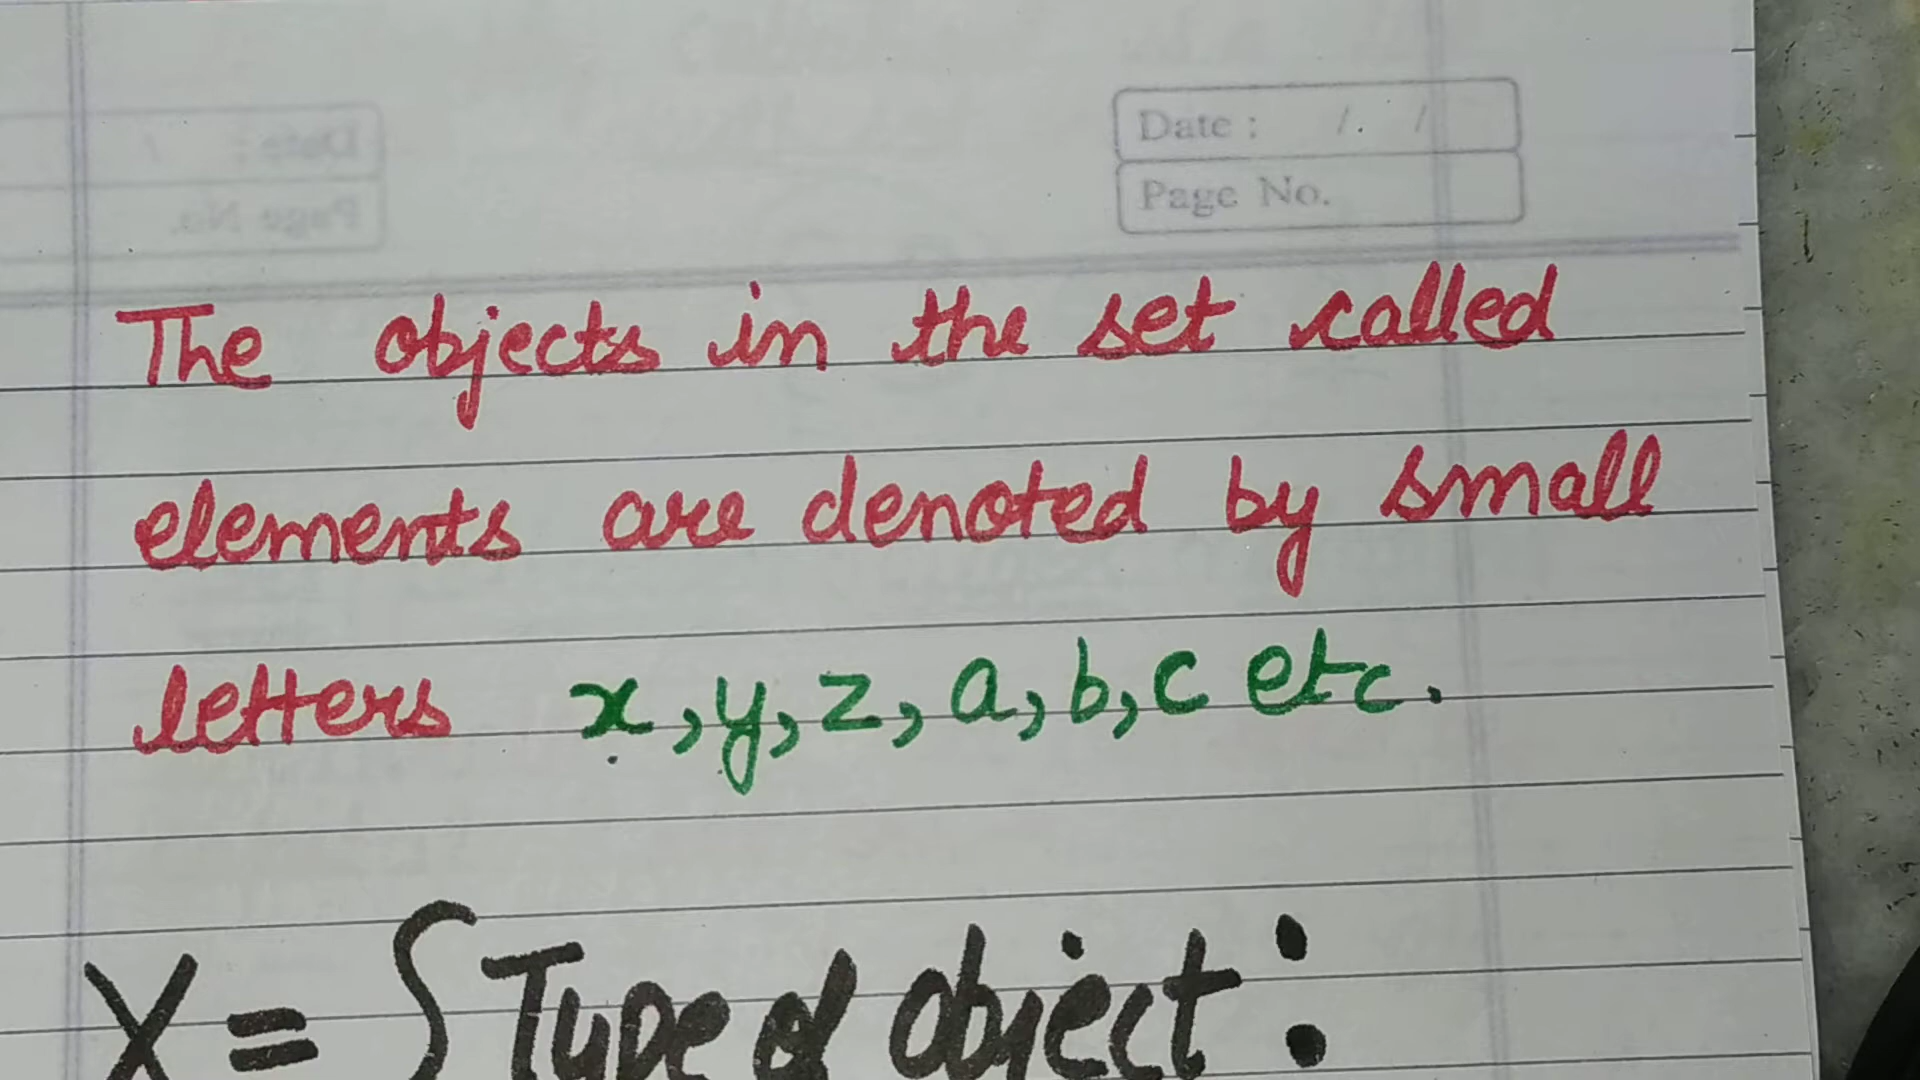 Date : / . /
Page No.
The objects in the set called
elements are denoted by small
letters x, y, z, a, b, c etc.
X = { Type of object :